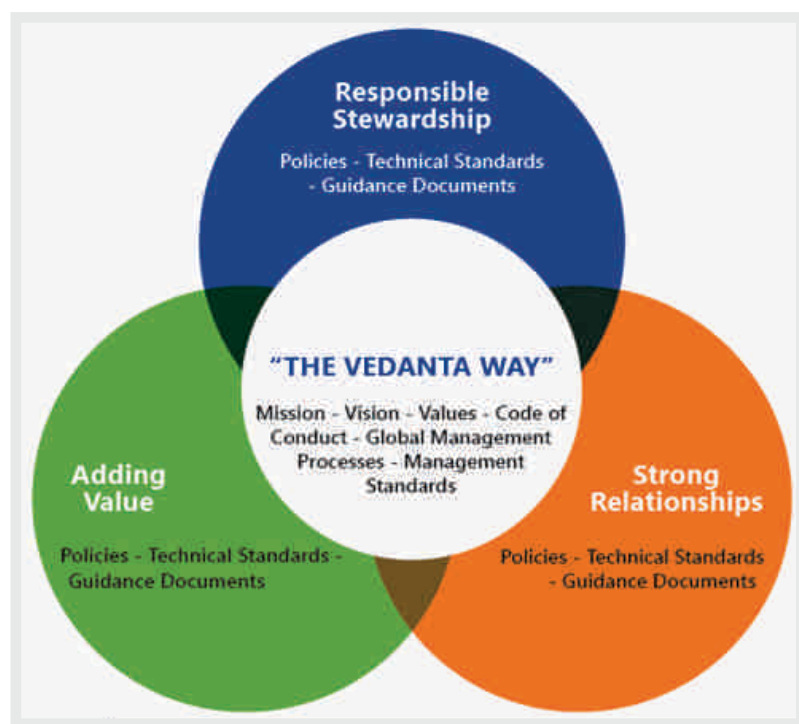 Responsible
Stewardship
Policies - Technical Standards
- Guidance Documents
“THE VEDANTA WAY”
Mission - Vision - Values - Code of
Conduct - Global Management
Processes - Management
Standards
Adding
Value
Policies - Technical Standards -
Guidance Documents
Strong
Relationships
Policies - Technical Standards
- Guidance Documents